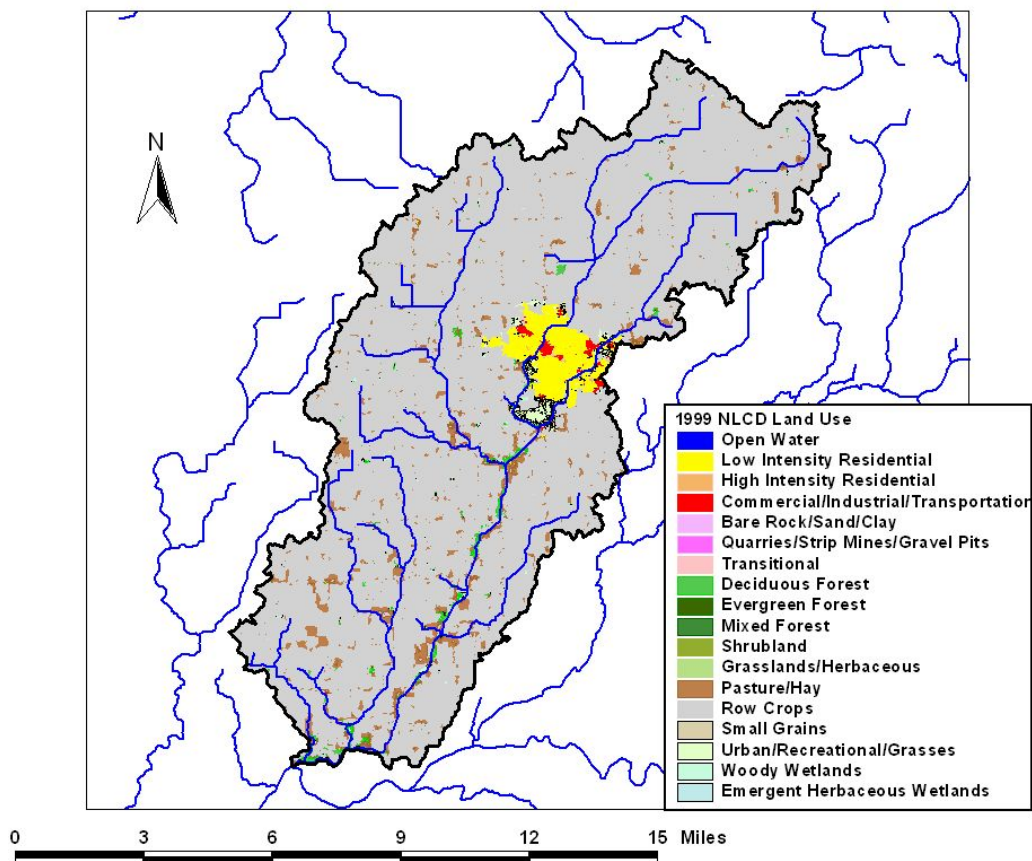 N
1999 NLCD Land Use
Open Water
Low Intensity Residential
High Intensity Residential
Commercial/Industrial/Transportation
Bare Rock/Sand/Clay
Quarries/Strip Mines/Gravel Pits
Transitional
Deciduous Forest
Evergreen Forest
Mixed Forest
Shrubland
Grasslands/Herbaceous
Pasture/Hay
Row Crops
Small Grains
Urban/Recreational/Grasses
Woody Wetlands
Emergent Herbaceous Wetlands
0 3 6 9 12 15 Miles